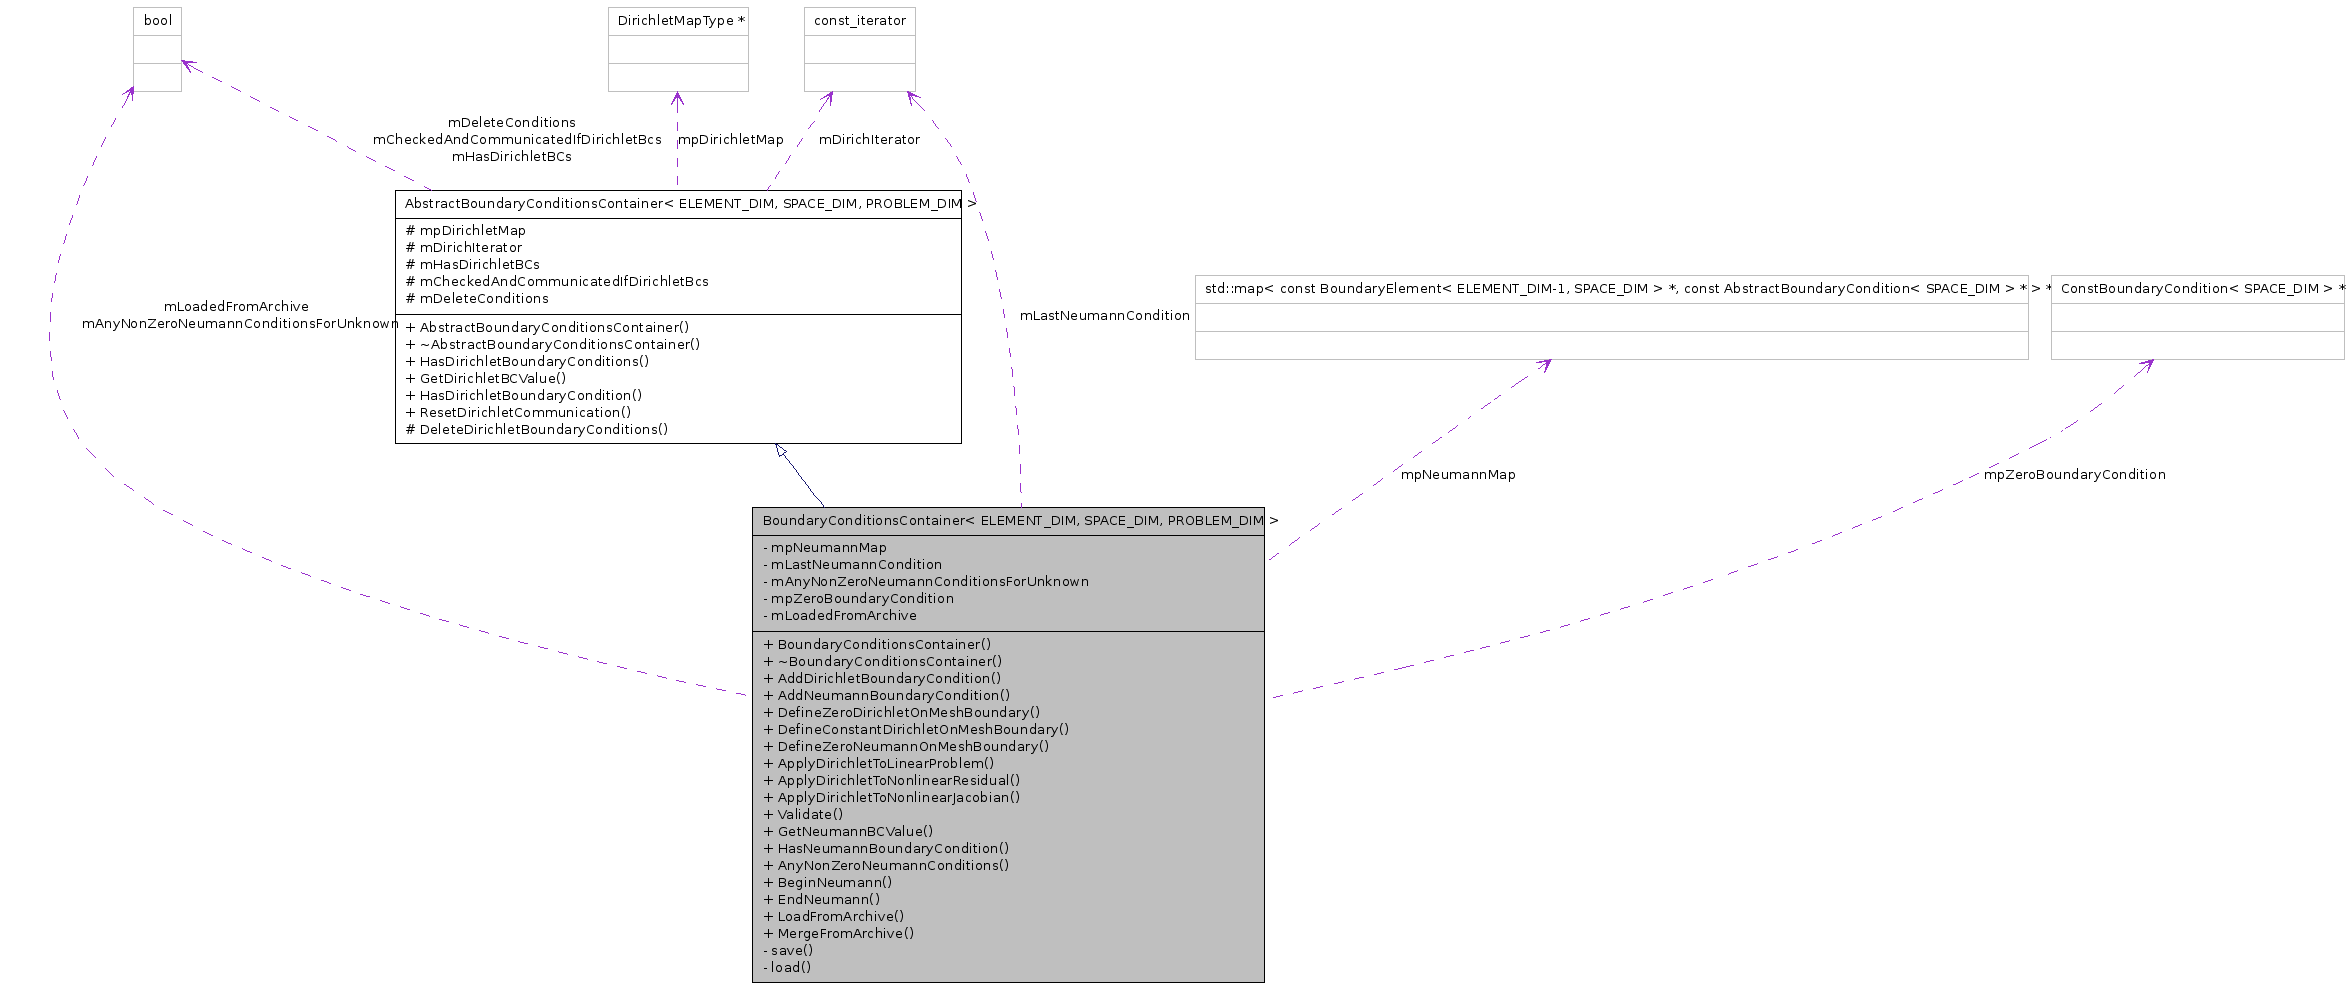 bool
DirichletMapType *
const_iterator
mDeleteConditions
mCheckedAndCommunicatedIfDirichletBcs
mHasDirichletBCs
mpDirichletMap
mDirichIterator
AbstractBoundaryConditionsContainer< ELEMENT_DIM, SPACE_DIM, PROBLEM_DIM >
# mpDirichletMap
# mDirichIterator
# mHasDirichletBCs
# mCheckedAndCommunicatedIfDirichletBcs
# mDeleteConditions
+ AbstractBoundaryConditionsContainer()
+ ~AbstractBoundaryConditionsContainer()
+ HasDirichletBoundaryConditions()
+ GetDirichletBCValue()
+ HasDirichletBoundaryCondition()
+ ResetDirichletCommunication()
# DeleteDirichletBoundaryConditions()
mLoadedFromArchive
mAnyNonZeroNeumannConditionsForUnknown
mLastNeumannCondition
std::map< const BoundaryElement< ELEMENT_DIM-1, SPACE_DIM > *, const AbstractBoundaryCondition< SPACE_DIM > * > *
ConstBoundaryCondition< SPACE_DIM > *
mpNeumannMap
mpZeroBoundaryCondition
BoundaryConditionsContainer< ELEMENT_DIM, SPACE_DIM, PROBLEM_DIM >
- mpNeumannMap
- mLastNeumannCondition
- mAnyNonZeroNeumannConditionsForUnknown
- mpZeroBoundaryCondition
- mLoadedFromArchive
+ BoundaryConditionsContainer()
+ ~BoundaryConditionsContainer()
+ AddDirichletBoundaryCondition()
+ AddNeumannBoundaryCondition()
+ DefineZeroDirichletOnMeshBoundary()
+ DefineConstantDirichletOnMeshBoundary()
+ DefineZeroNeumannOnMeshBoundary()
+ ApplyDirichletToLinearProblem()
+ ApplyDirichletToNonlinearResidual()
+ ApplyDirichletToNonlinearJacobian()
+ Validate()
+ GetNeumannBCValue()
+ HasNeumannBoundaryCondition()
+ AnyNonZeroNeumannConditions()
+ BeginNeumann()
+ EndNeumann()
+ LoadFromArchive()
+ MergeFromArchive()
- save()
- load()